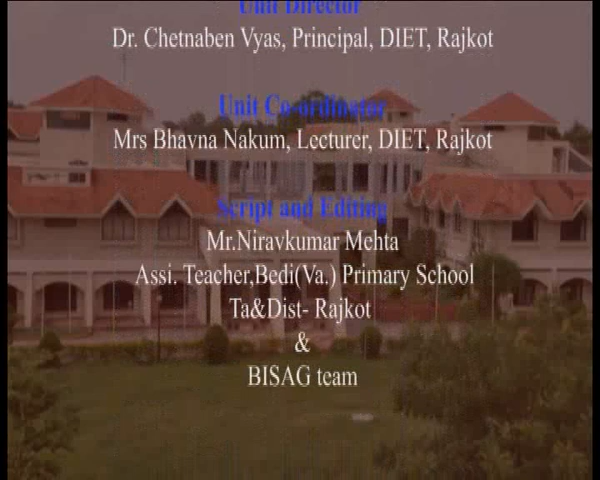 Unit Director
Dr. Chetnaben Vyas, Principal, DIET, Rajkot
Unit Co-ordinator
Mrs Bhavna Nakum, Lecturer, DIET, Rajkot
Script and Editing
Mr.Niravkumar Mehta
Assi. Teacher,Bedi(Va.) Primary School
Ta&Dist- Rajkot
&
BISAG team